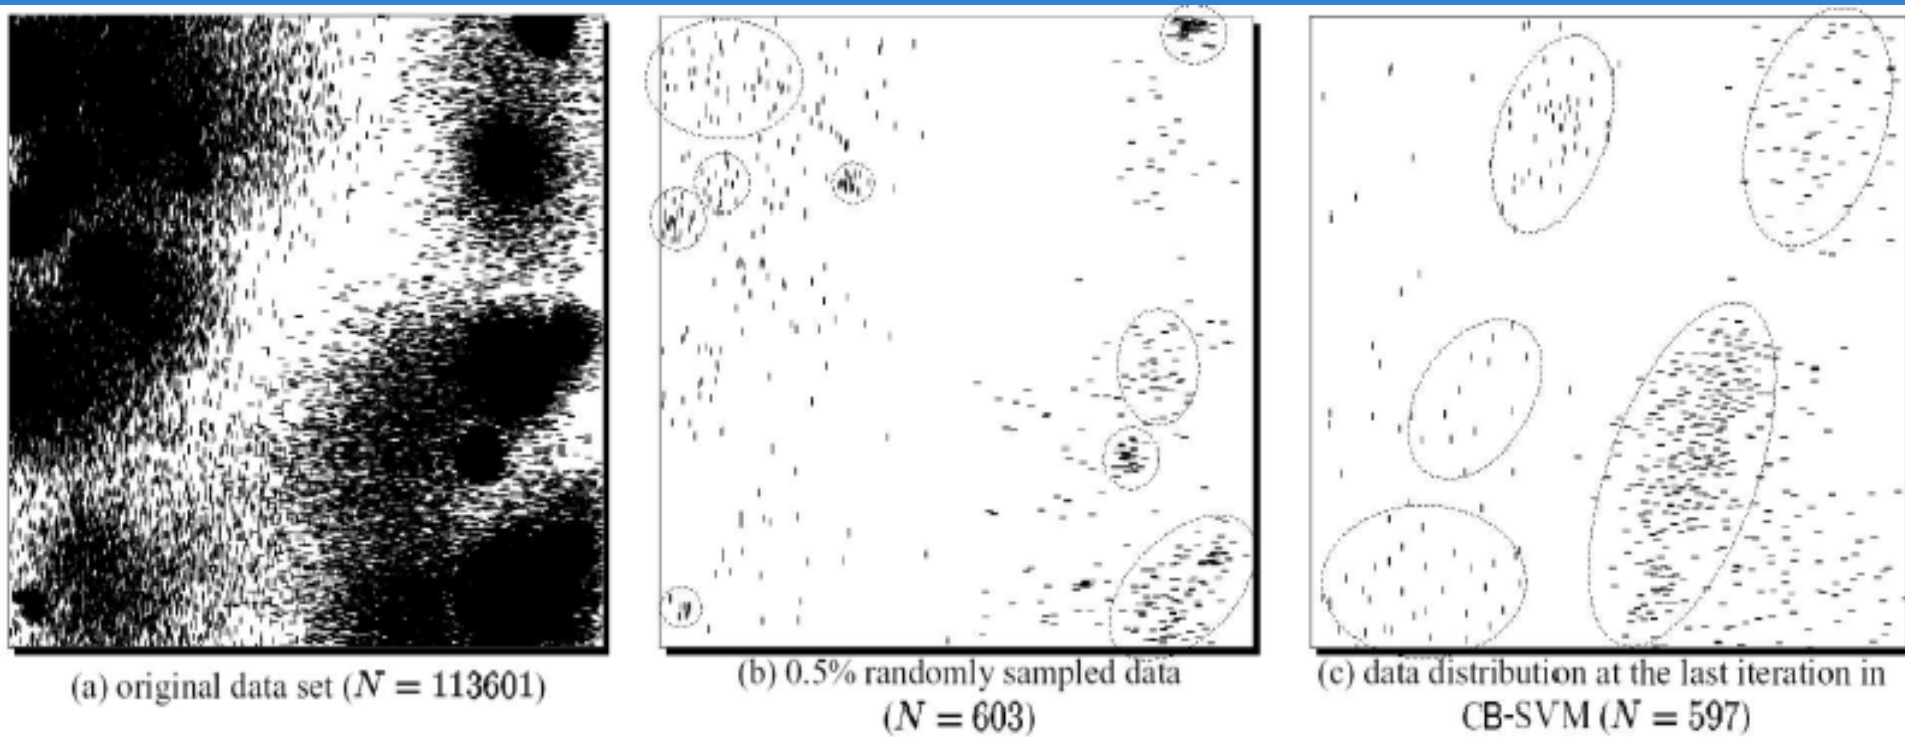 (a) original data set (N = 113601)
(b) 0.5% randomly sampled data
(N = 603)
(c) data distribution at the last iteration in
CB-SVM (N = 597)